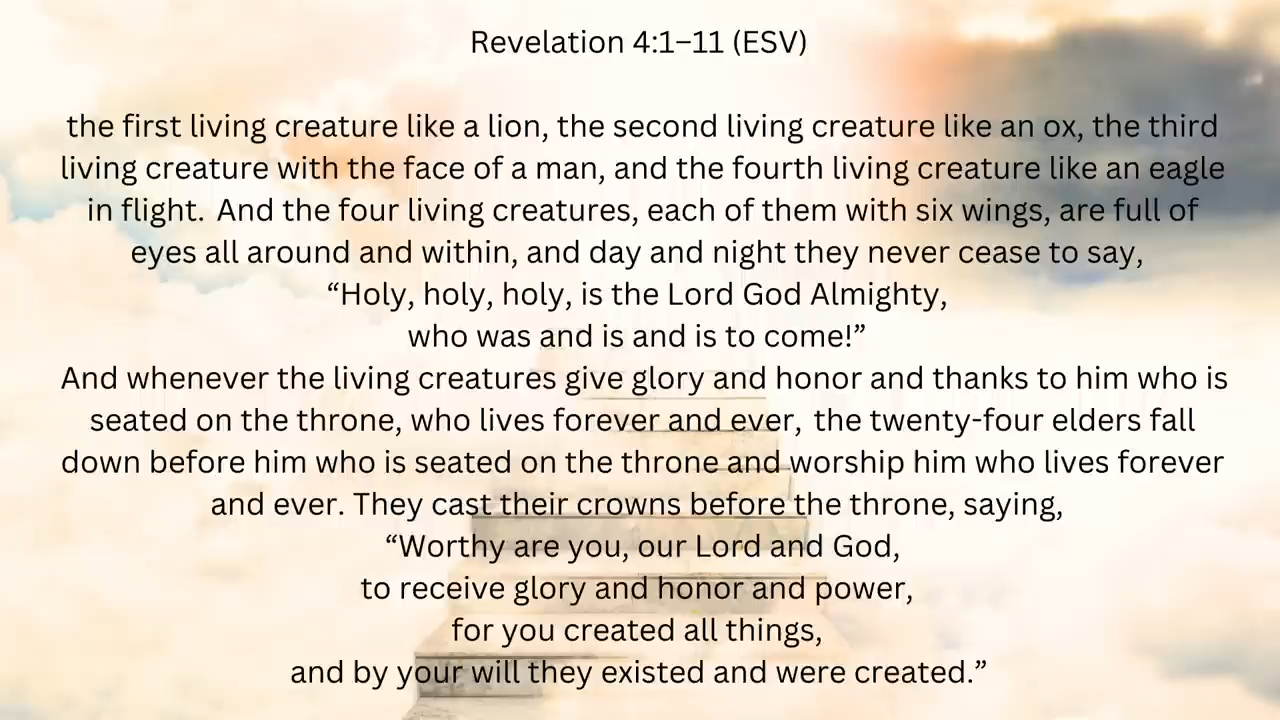 Revelation 4:1–11 (ESV)
the first living creature like a lion, the second living creature like an ox, the third
living creature with the face of a man, and the fourth living creature like an eagle
in flight. And the four living creatures, each of them with six wings, are full of
eyes all around and within, and day and night they never cease to say,
“Holy, holy, holy, is the Lord God Almighty,
who was and is and is to come!”
And whenever the living creatures give glory and honor and thanks to him who is
seated on the throne, who lives forever and ever, the twenty-four elders fall
down before him who is seated on the throne and worship him who lives forever
and ever. They cast their crowns before the throne, saying,
“Worthy are you, our Lord and God,
to receive glory and honor and power,
for you created all things,
and by your will they existed and were created.”